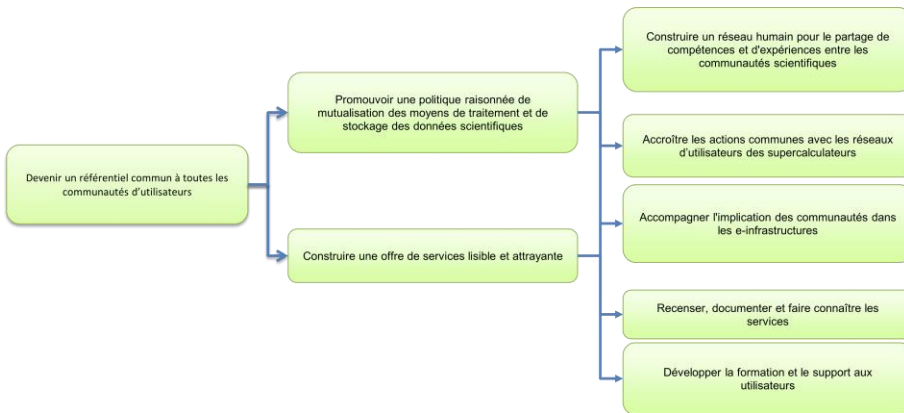 Devenir un référentiel commun à toutes les
communautés d'utilisateurs
Promouvoir une politique raisonnée de
mutualisation des moyens de traitement et de
stockage des données scientifiques
Construire une offre de services lisible et attrayante
Construire un réseau humain pour le partage de
compétences et d'expériences entre les
communautés scientifiques
Accroître les actions communes avec les réseaux
d'utilisateurs des supercalculateurs
Accompagner l'implication des communautés dans
les e-infrastructures
Recenser, documenter et faire connaître les
services
Développer la formation et le support aux
utilisateurs